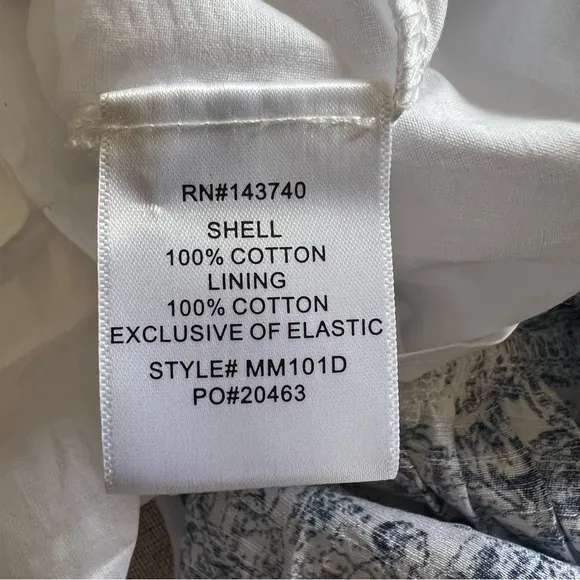 RN#143740
SHELL
100% COTTON
LINING
100% COTTON
EXCLUSIVE OF ELASTIC
STYLE# MM101D
PO#20463